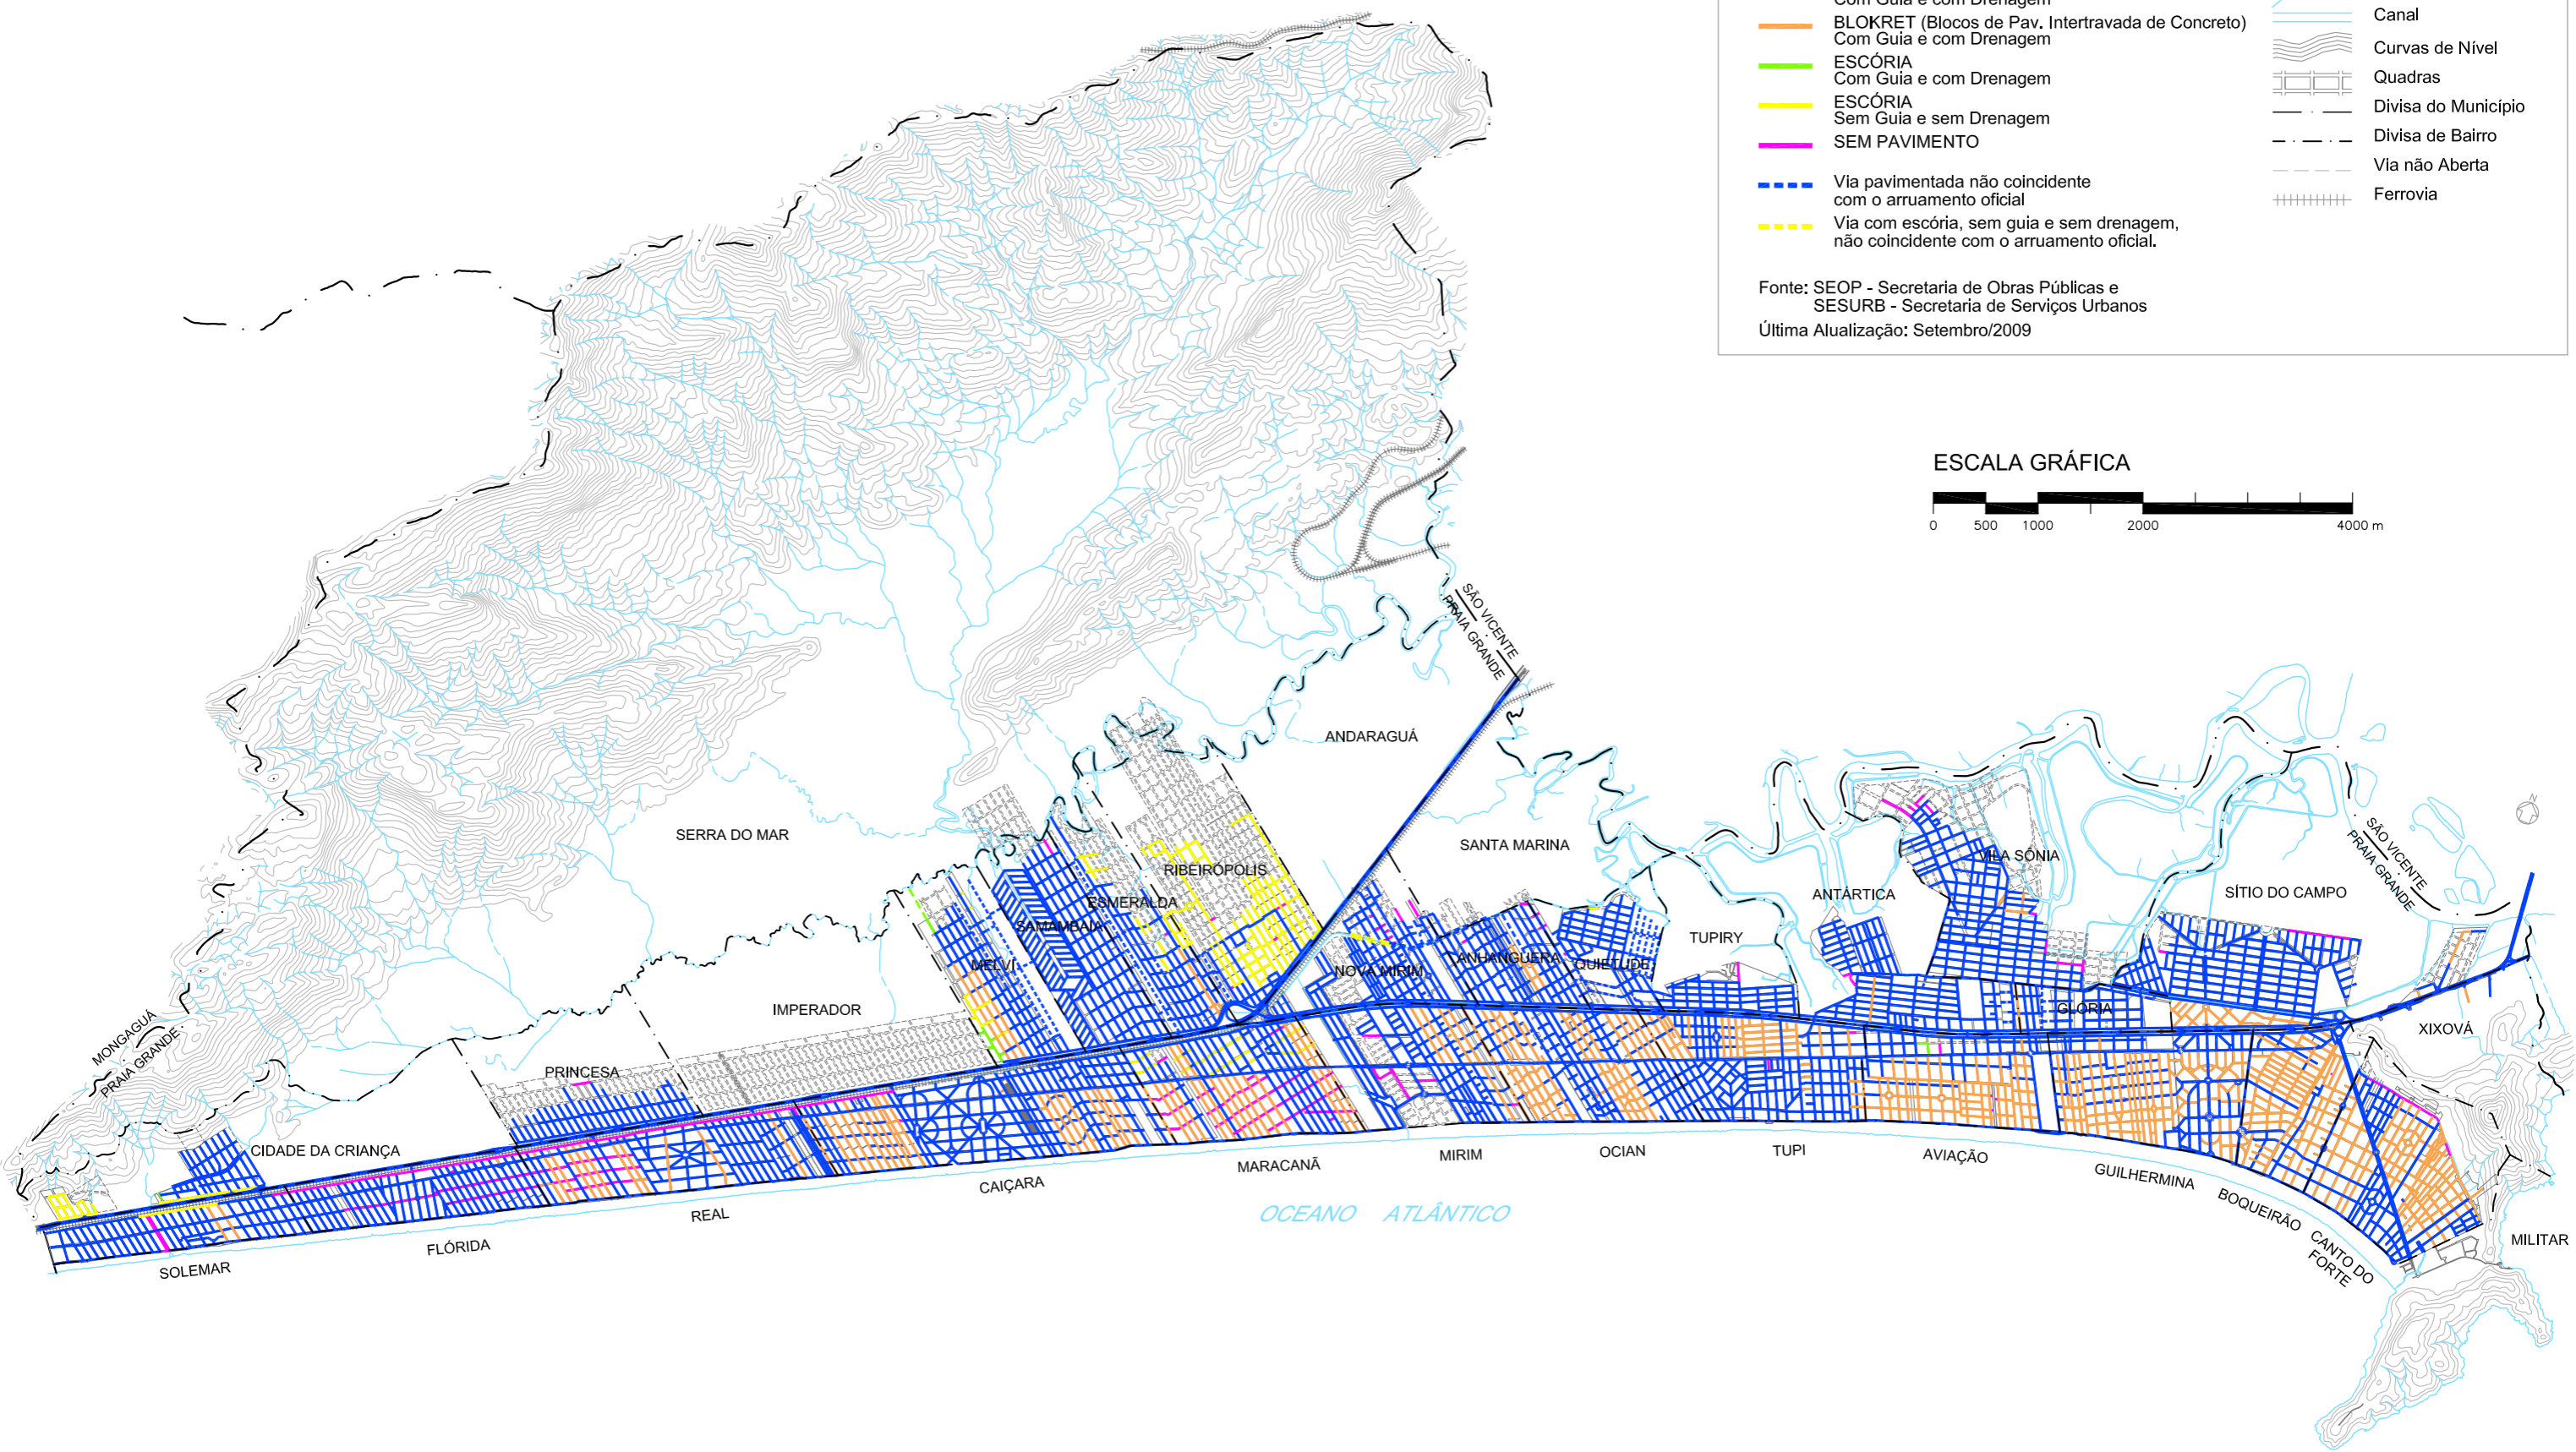 Com Guia e com Drenagem
BLOKRET (Blocos de Pav. Intertravada de Concreto)
Com Guia e com Drenagem
ESCÓRIA
Com Guia e com Drenagem
ESCÓRIA
Sem Guia e sem Drenagem
SEM PAVIMENTO
Via pavimentada não coincidente
com o arruamento oficial
Via com escória, sem guia e sem drenagem,
não coincidente com o arruamento oficial.
Canal
Curvas de Nível
Quadras
Divisa do Município
Divisa de Bairro
Via não Aberta
Ferrovia
Fonte: SEOP - Secretaria de Obras Públicas e
SESURB - Secretaria de Serviços Urbanos
Última Alualização: Setembro/2009
ESCALA GRÁFICA
0 500 1000 2000 4000 m
SÃO VICENTE
PRAIA GRANDE
ANDARAGUÁ
SERRA DO MAR
SANTA MARINA
RIBEIRÓPOLIS
VILA SÔNIA
SÃO VICENTE
PRAIA GRANDE
N
ESMERALDA
ANTÁRTICA
SÍTIO DO CAMPO
SAMAMBAIA
TUPIRY
MELVI
NOVA MIRIM
ANHANGUERA
QUIETUDE
IMPERADOR
GLÓRIA
XIXOVÁ
MONGAGUÁ
PRAIA GRANDE
PRINCESA
CIDADE DA CRIANÇA
SOLEMAR
FLÓRIDA
REAL
CAIÇARA
MARACANÃ
MIRIM
OCIAN
TUPI
AVIAÇÃO
GUILHERMINA
BOQUEIRÃO
CANTO DO
FORTE
MILITAR
OCEANO ATLÂNTICO